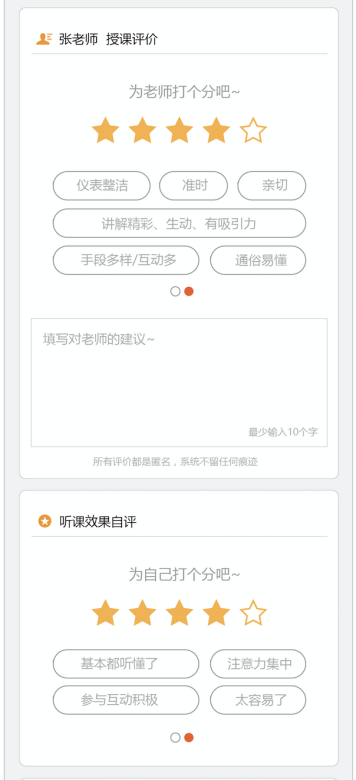 张老师 授课评价
为老师打个分吧~
仪表整洁 准时 亲切
讲解精彩、生动、有吸引力
手段多样/互动多 通俗易懂
填写对老师的建议~
最少输入10个字
所有评价都是匿名，系统不留任何痕迹
听课效果自评
为自己打个分吧~
基本都听懂了 注意力集中
参与互动积极 太容易了